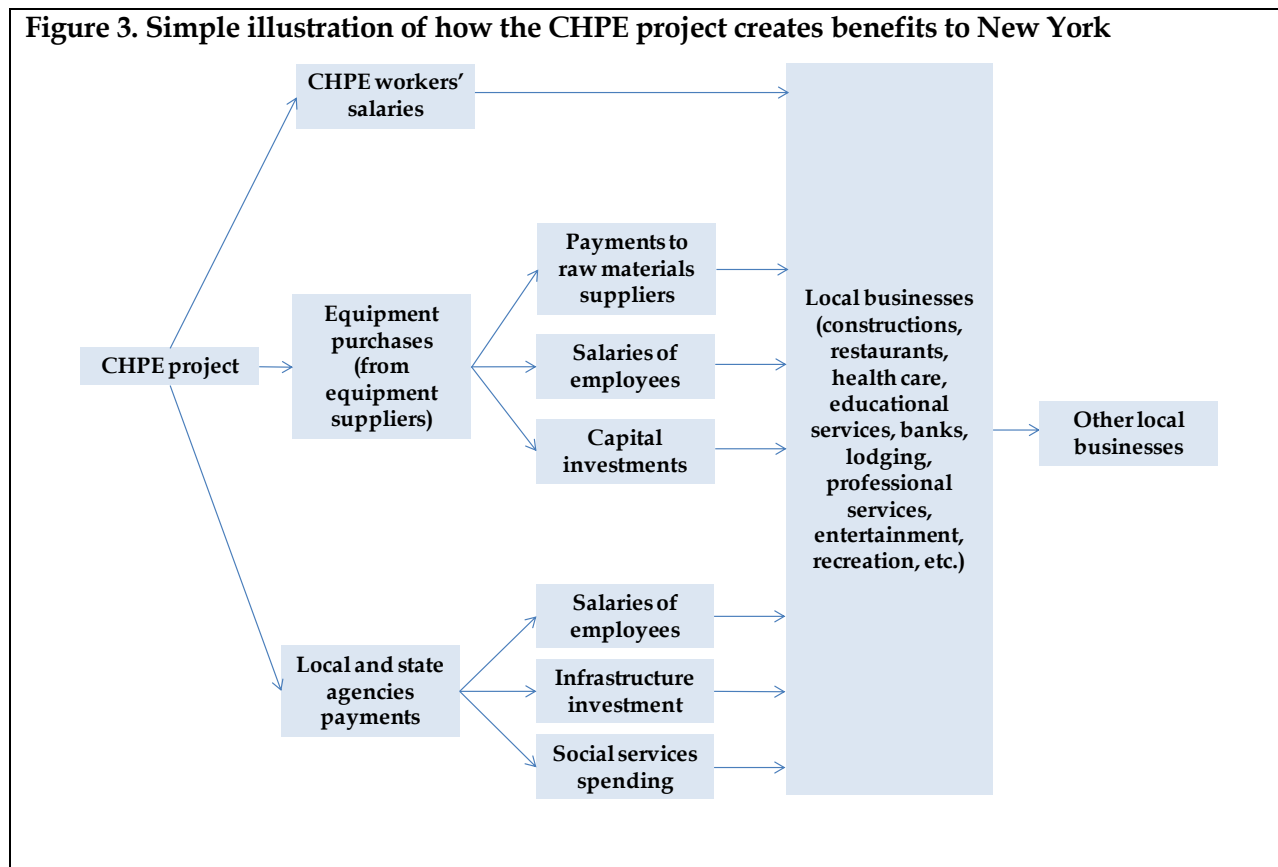 Figure 3. Simple illustration of how the CHPE project creates benefits to New York
CHPE workers’
salaries
CHPE project
Equipment
purchases
(from
equipment
suppliers)
Payments to
raw materials
suppliers
Salaries of
employees
Capital
investments
Local and state
agencies
payments
Salaries of
employees
Infrastructure
investment
Social services
spending
Local businesses
(constructions,
restaurants,
health care,
educational
services, banks,
lodging,
professional
services,
entertainment,
recreation, etc.)
Other local
businesses